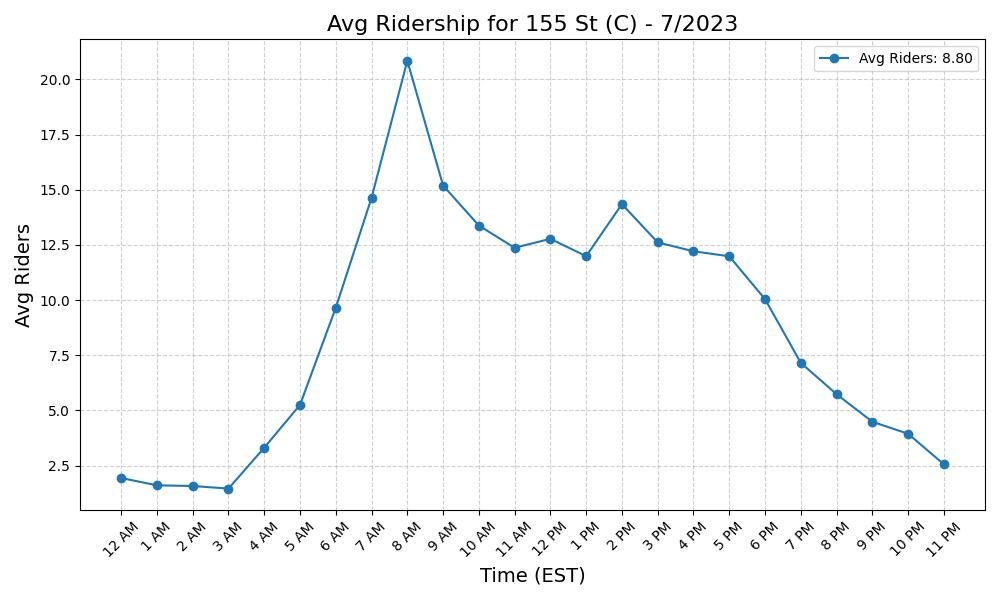 Avg Ridership for 155 St (C) - 7/2023
Avg Riders: 8.80
Avg Riders
20.0
17.5
15.0
12.5
10.0
7.5
5.0
2.5
12 AM
1 AM
2 AM
3 AM
4 AM
5 AM
6 AM
7 AM
8 AM
9 AM
10 AM
11 AM
12 PM
1 PM
2 PM
3 PM
4 PM
5 PM
6 PM
7 PM
8 PM
9 PM
10 PM
11 PM
Time (EST)